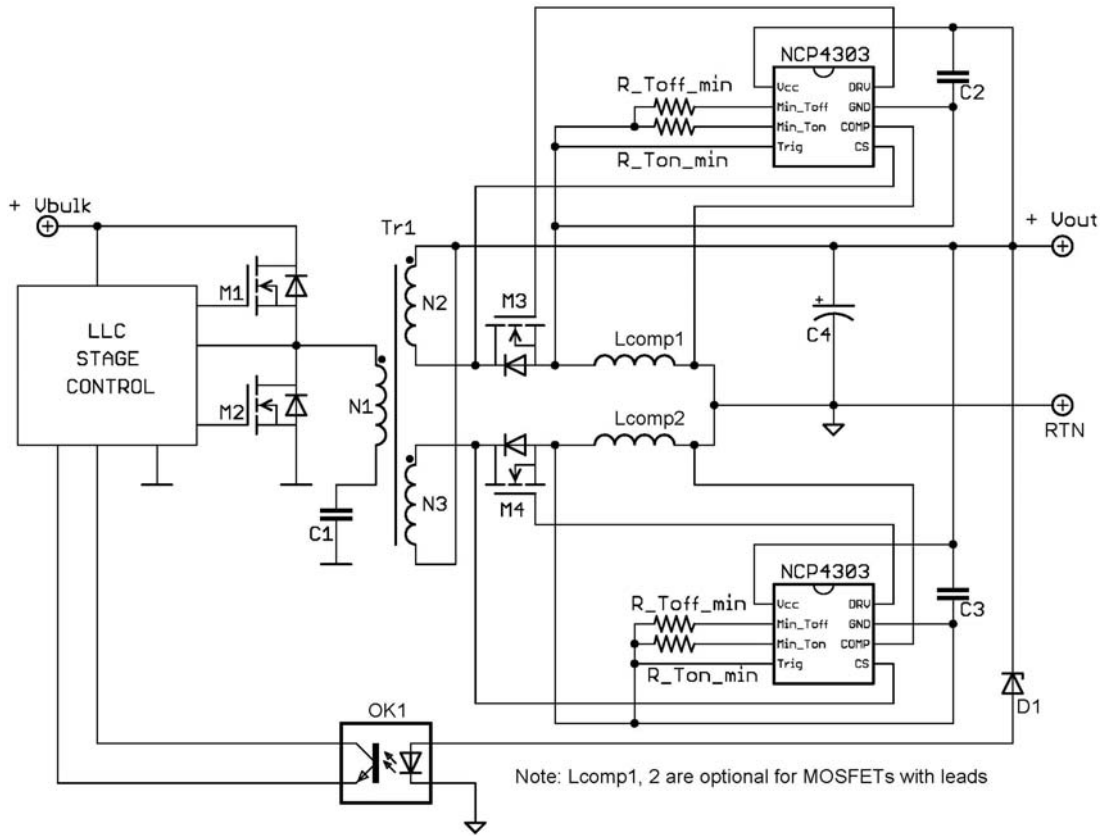 NCP4303
R_Toff_min
Vcc
DRV
C2
Min_Toff
GND
Min_Ton
COMP
R_Ton_min
Trig
CS
+ Vbulk
Tr1
+ Vout
M1
N2
M3
+
C4
LLC
STAGE
CONTROL
Lcomp1
N1
M2
Lcomp2
RTN
N3
M4
C1
NCP4303
R_Toff_min
Vcc
DRV
C3
Min_Toff
GND
Min_Ton
COMP
R_Ton_min
Trig
CS
D1
OK1
Note: Lcomp1, 2 are optional for MOSFETs with leads